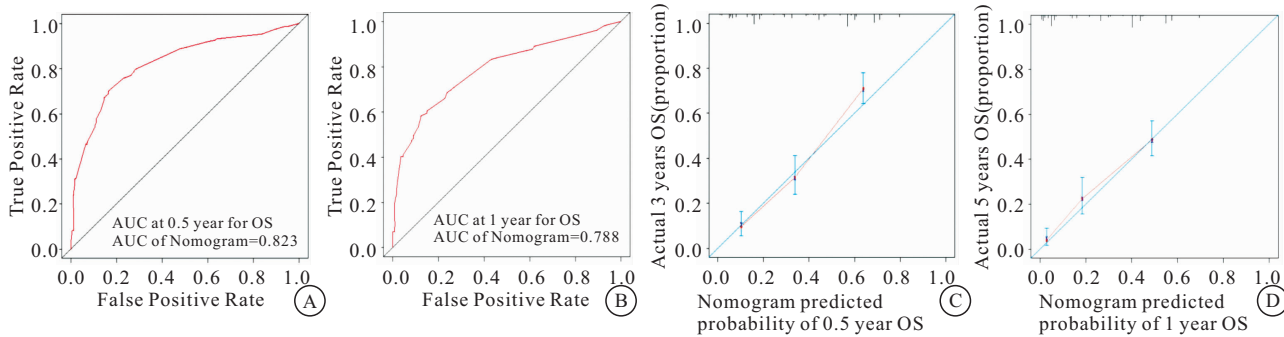 True Positive Rate
1.0
0.8
0.6
0.4
0.2
0.0
AUC at 0.5 year for OS
AUC of Nomogram=0.823
0.0 0.2 0.4 0.6 0.8 1.0
False Positive Rate
A
True Positive Rate
1.0
0.8
0.6
0.4
0.2
0.0
AUC at 1 year for OS
AUC of Nomogram=0.788
0.0 0.2 0.4 0.6 0.8 1.0
False Positive Rate
B
Actual 3 years OS(proportion)
1.0
0.8
0.6
0.4
0.2
0.0
0.0 0.2 0.4 0.6 0.8 1.0
Nomogram predicted
probability of 0.5 year OS
C
Actual 5 years OS(proportion)
1.0
0.8
0.6
0.4
0.2
0.0
0.0 0.2 0.4 0.6 0.8 1.0
Nomogram predicted
probability of 1 year OS
D